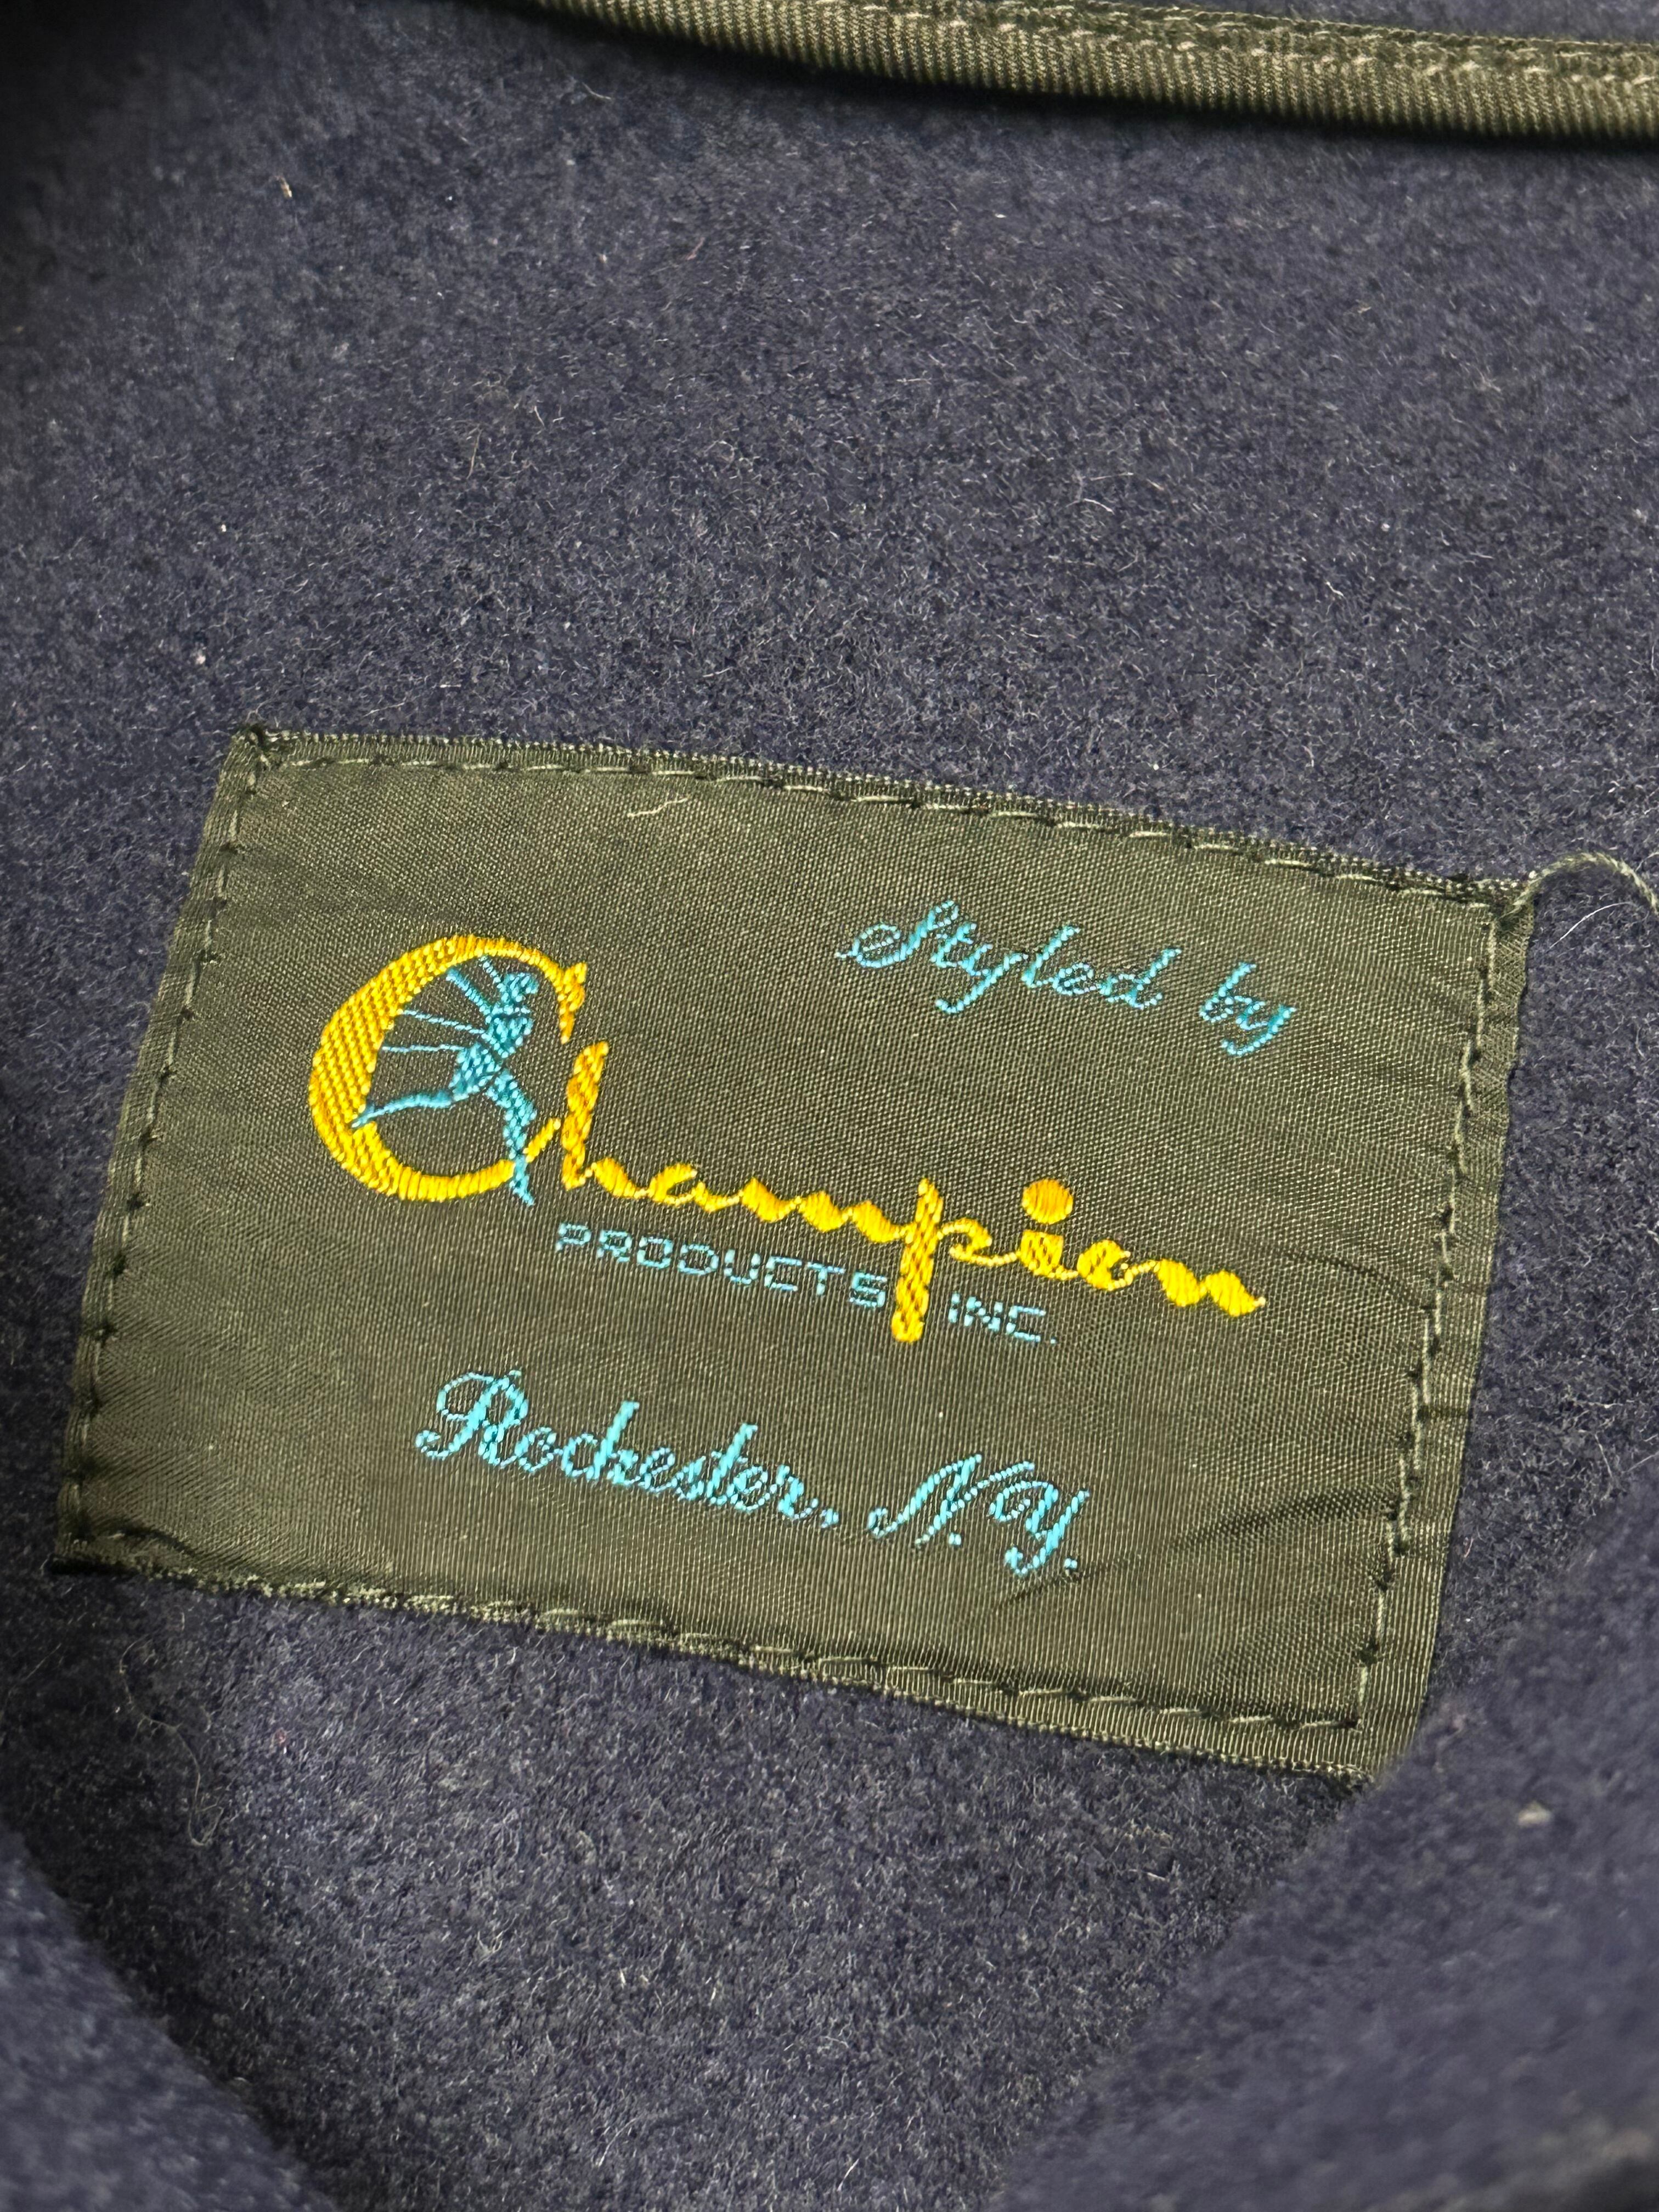 Styled by
Champion
PRODUCTS INC.
Rochester, N.Y.